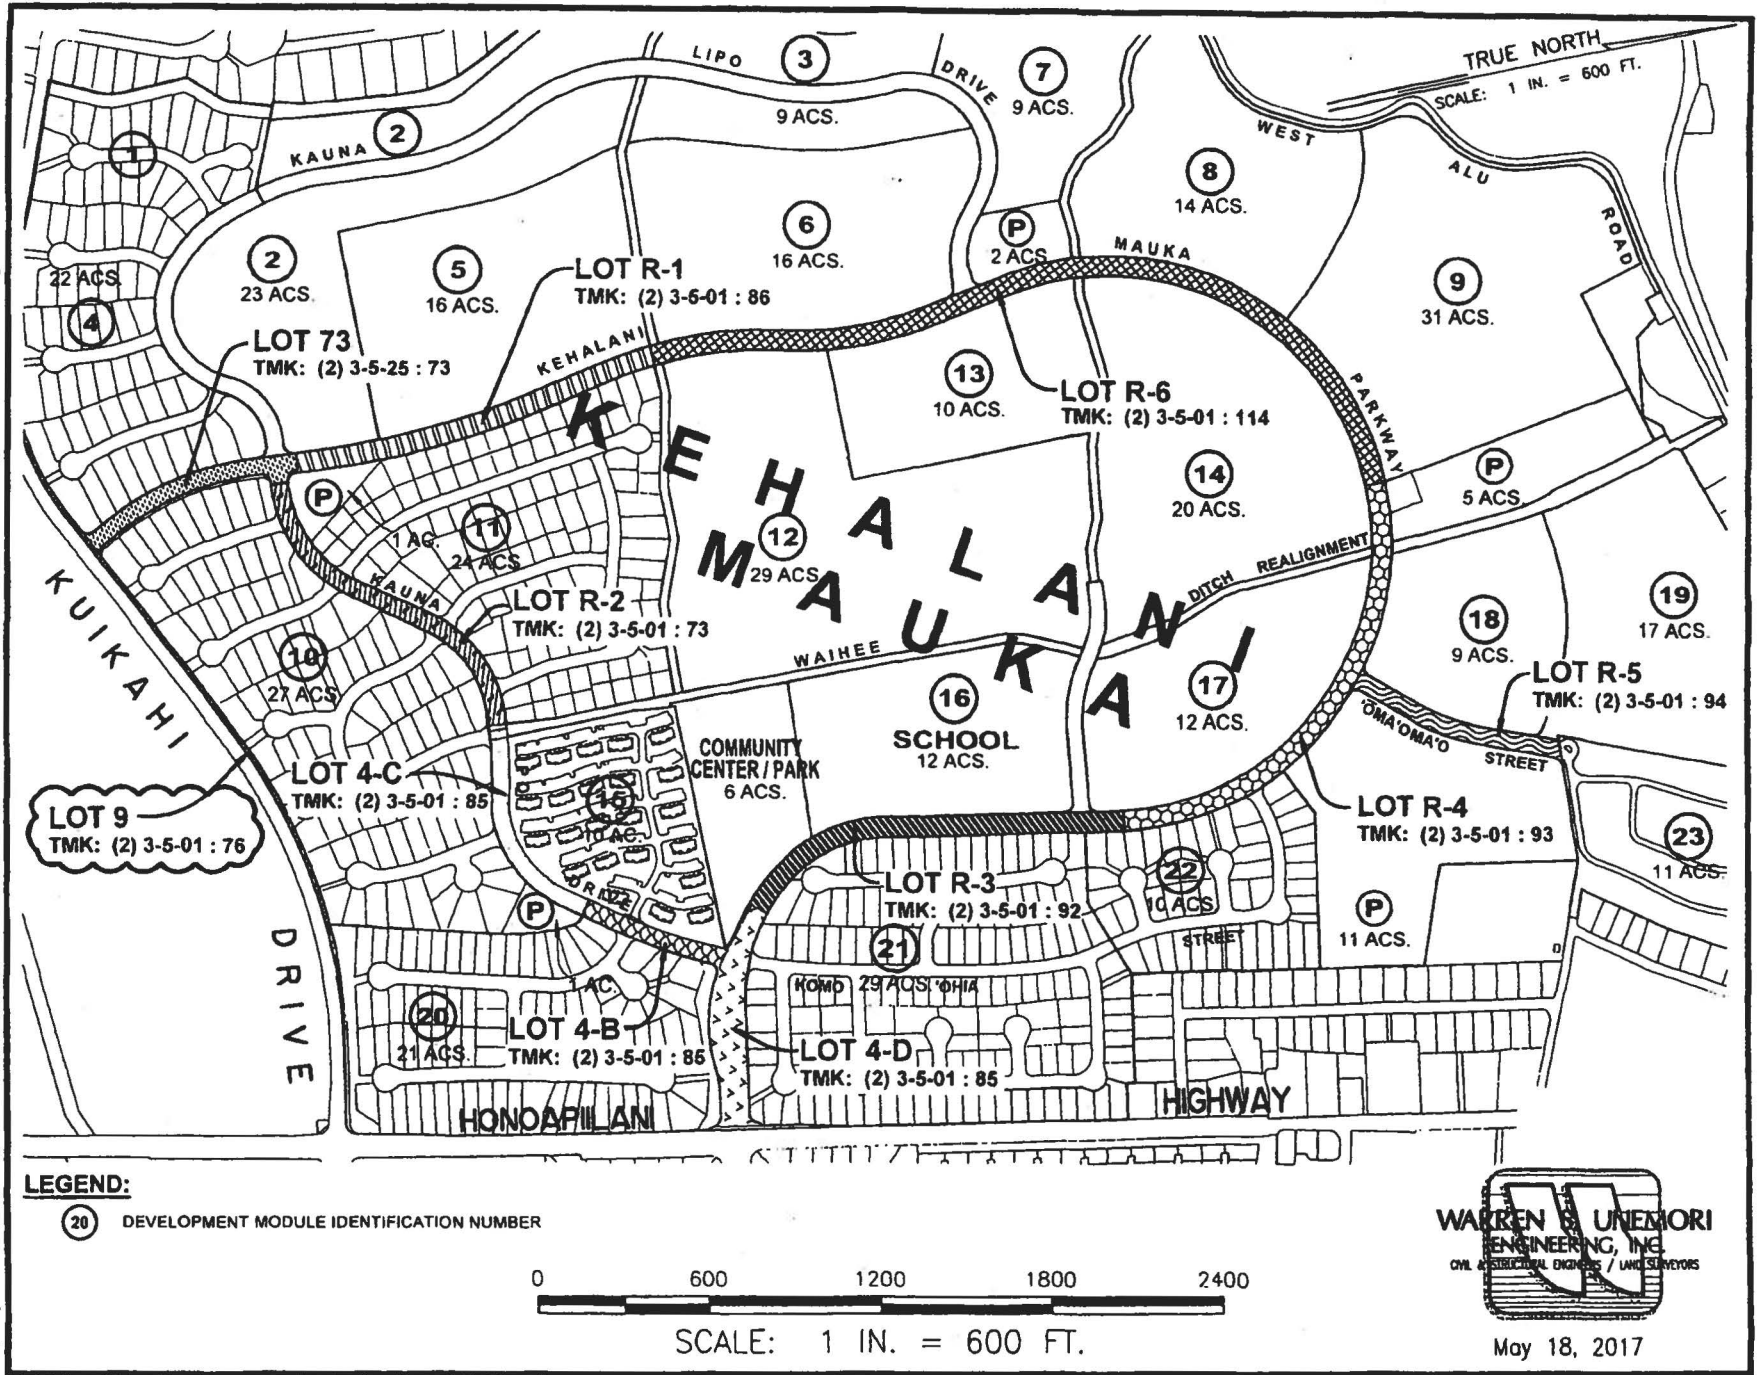 TRUE NORTH
SCALE: 1 IN. = 600 FT.
LIPO
DRIVE
3
9 ACS.
7
9 ACS.
WEST
ALU
ROAD
KAUNA
2
1
8
14 ACS.
P
2 ACS.
MAUKA
6
16 ACS.
5
16 ACS.
2
23 ACS.
22 ACS.
4
9
31 ACS.
LOT R-1
TMK: (2) 3-5-01 : 86
LOT 73
TMK: (2) 3-5-25 : 73
KEHALANI
13
10 ACS.
LOT R-6
TMK: (2) 3-5-01 : 114
PARKWAY
KEHALANI
MAUKA
P
5 ACS.
14
20 ACS.
P
1 AC.
11
24 ACS.
12
29 ACS.
DITCH REALIGNMENT
KAUNA
LOT R-2
TMK: (2) 3-5-01 : 73
KUIKAHI
10
27 ACS.
WAIHEE
18
9 ACS.
19
17 ACS.
LOT R-5
TMK: (2) 3-5-01 : 94
16
SCHOOL
12 ACS.
17
12 ACS.
'OMA'OMA'O
STREET
COMMUNITY
CENTER / PARK
6 ACS.
LOT 4-C
TMK: (2) 3-5-01 : 85
15
10 AC.
LOT 9
TMK: (2) 3-5-01 : 76
LOT R-4
TMK: (2) 3-5-01 : 93
23
11 ACS.
LOT R-3
TMK: (2) 3-5-01 : 92
22
10 ACS.
DRIVE
P
P
11 ACS.
STREET
21
29 ACS.
KOMO 'OHIA
1 AC.
DRIVE
20
21 ACS.
LOT 4-B
TMK: (2) 3-5-01 : 85
LOT 4-D
TMK: (2) 3-5-01 : 85
HONOAPIILANI
HIGHWAY
LEGEND:
20 DEVELOPMENT MODULE IDENTIFICATION NUMBER
0 600 1200 1800 2400
SCALE: 1 IN. = 600 FT.
WARREN S. UNEMORI
ENGINEERING, INC.
CIVIL & STRUCTURAL ENGINEERS / LAND SURVEYORS
May 18, 2017